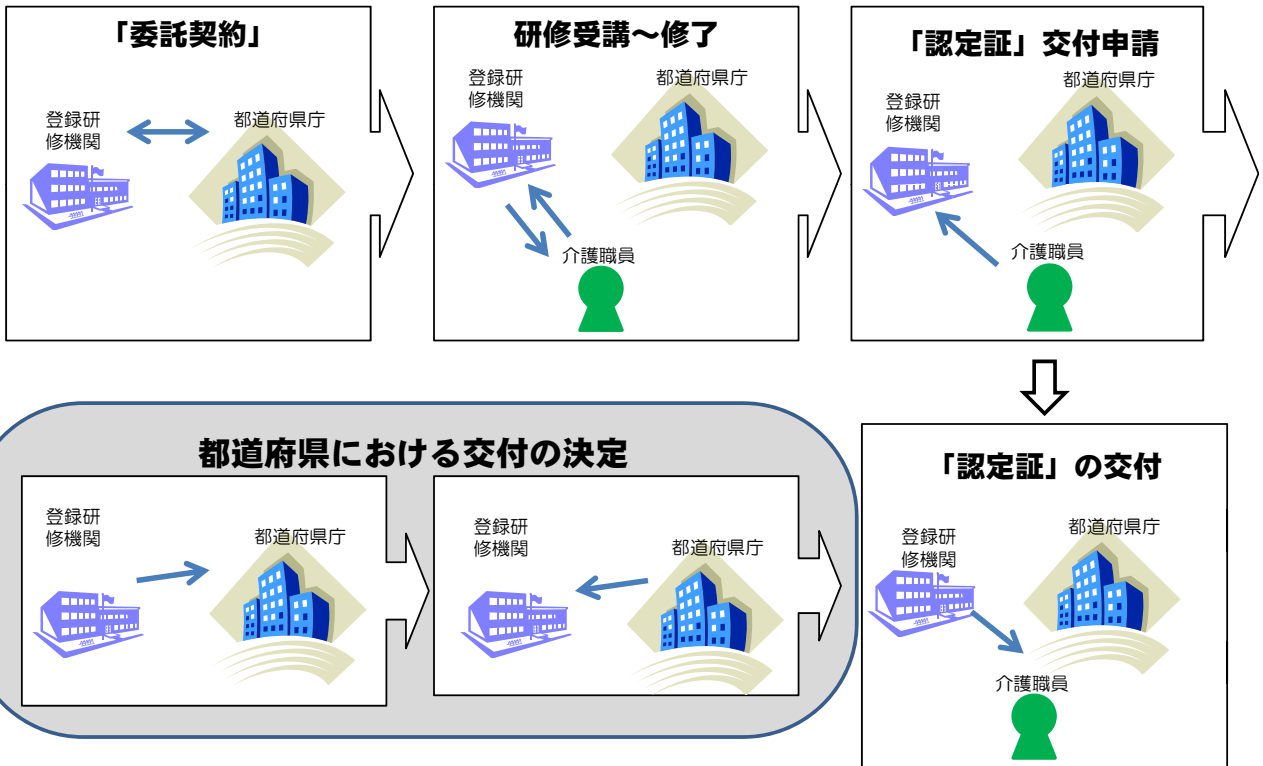 「委託契約」
登録研
修機関
都道府県庁
研修受講～修了
登録研
修機関
都道府県庁
介護職員
「認定証」交付申請
登録研
修機関
都道府県庁
介護職員
都道府県における交付の決定
登録研
修機関
都道府県庁
登録研
修機関
都道府県庁
「認定証」の交付
登録研
修機関
都道府県庁
介護職員